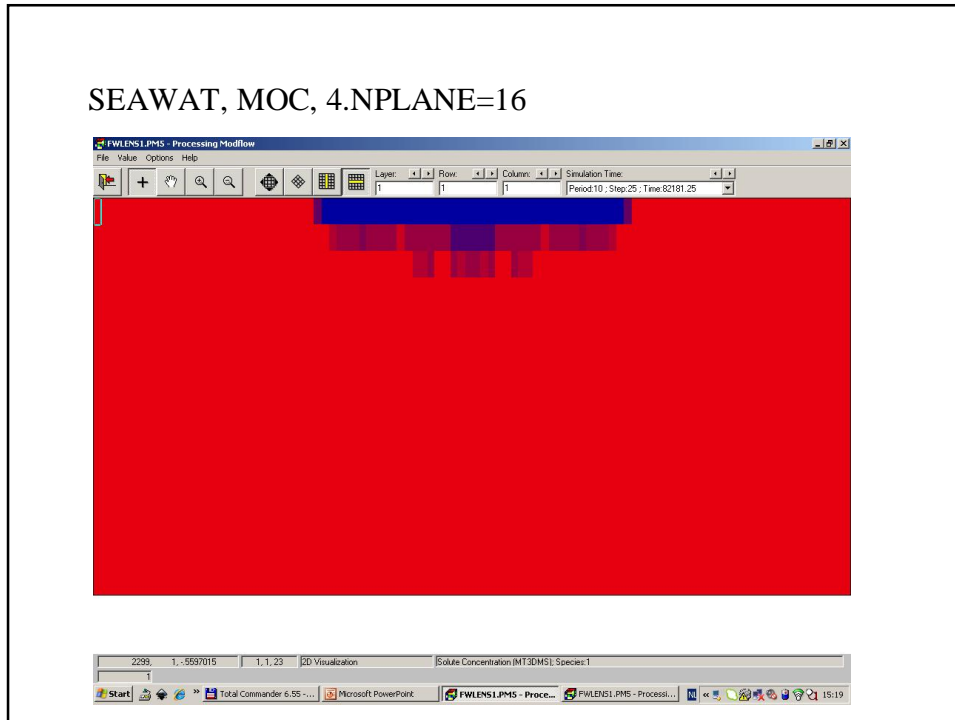 SEAWAT, MOC, 4.NPLANE=16
FWLENS1.PMS - Processing Modflow
File Value Options Help
Layer: Row: Column: Simulation Time:
1 1 1 Period:10 ; Step:25 ; Time:82181.25
2299, 1, -.5597015 1, 1, 23 2D Visualization Solute Concentration (MT3DMS); Species:1
1
Start » Total Commander 6.55 -... Microsoft PowerPoint FWLENS1.PMS - Proce... FWLENS1.PMS - Processi... NL « 15:19